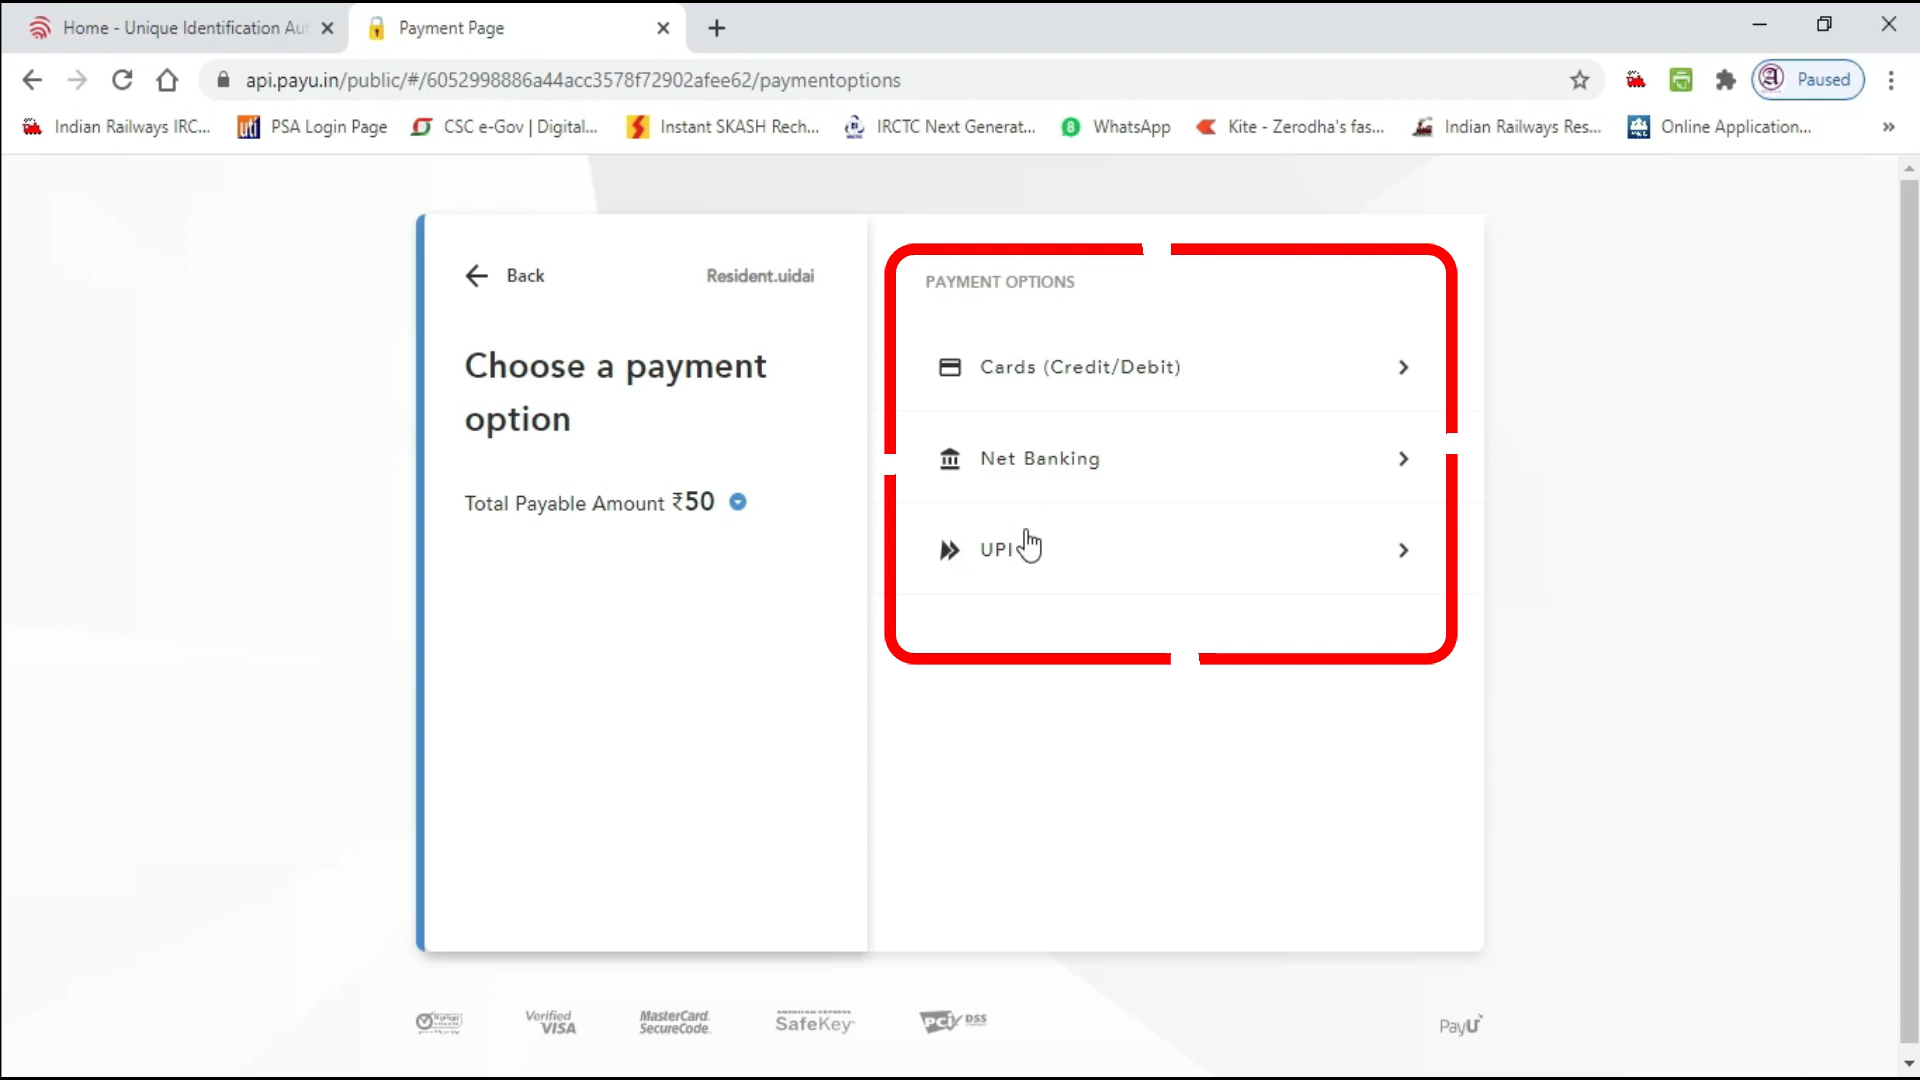 Home - Unique Identification Au
Payment Page
api.payu.in/public/#/6052998886a44acc3578f72902afee62/paymentoptions
Paused
Indian Railways IRC...
PSA Login Page
CSC e-Gov | Digital...
Instant SKASH Rech...
IRCTC Next Generat...
WhatsApp
Kite - Zerodha's fas...
Indian Railways Res...
Online Application...
Back
Resident.uidai
Choose a payment
option
Total Payable Amount ₹50
PAYMENT OPTIONS
Cards (Credit/Debit)
Net Banking
UPI
Verified
VISA
MasterCard.
SecureCode.
AMERICAN EXPRESS
SafeKey
PCI DSS
PayU